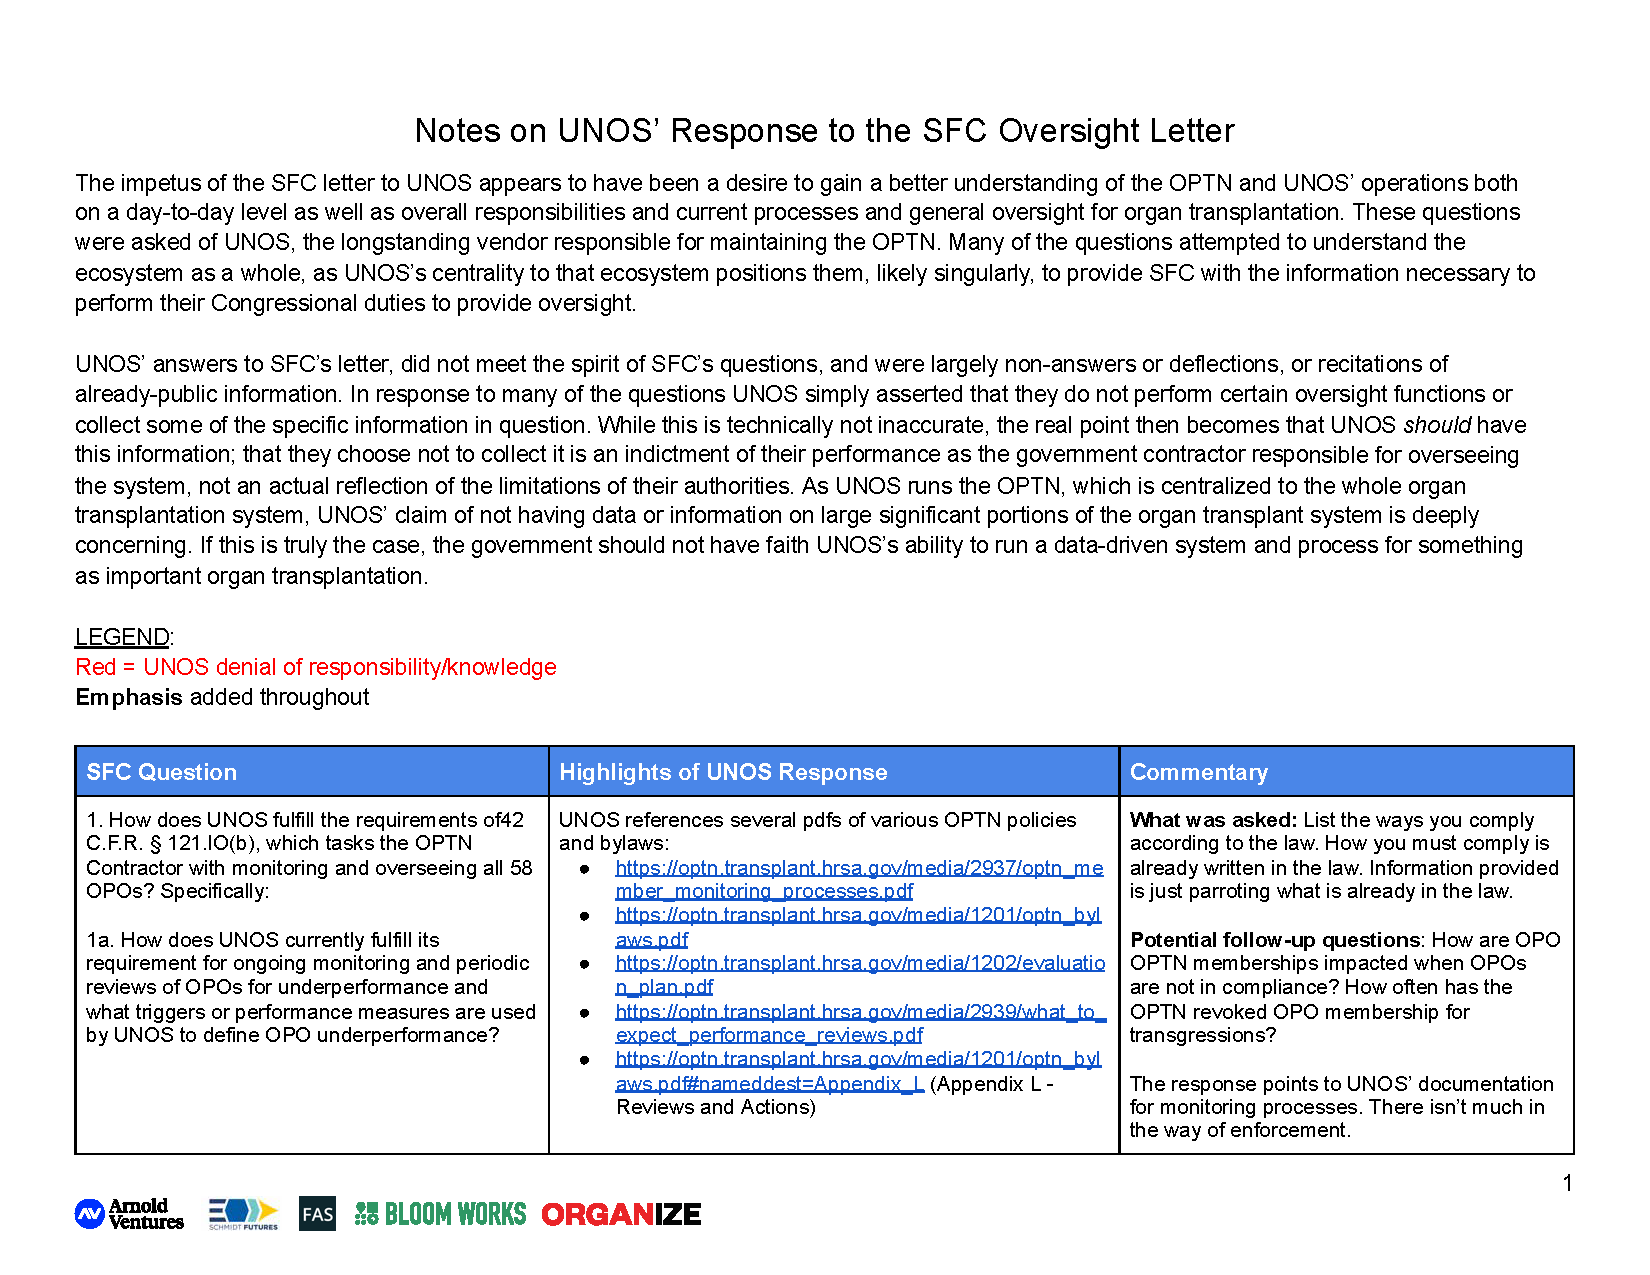 Notes on UNOS’ Response to the SFC Oversight Letter
The impetus of the SFC letter to UNOS appears to have been a desire to gain a better understanding of the OPTN and UNOS’ operations both
on a day-to-day level as well as overall responsibilities and current processes and general oversight for organ transplantation. These questions
were asked of UNOS, the longstanding vendor responsible for maintaining the OPTN. Many of the questions attempted to understand the
ecosystem as a whole, as UNOS’s centrality to that ecosystem positions them, likely singularly, to provide SFC with the information necessary to
perform their Congressional duties to provide oversight.
UNOS’ answers to SFC’s letter, did not meet the spirit of SFC’s questions, and were largely non-answers or deflections, or recitations of
already-public information. In response to many of the questions UNOS simply asserted that they do not perform certain oversight functions or
collect some of the specific information in question. While this is technically not inaccurate, the real point then becomes that UNOS should have
this information; that they choose not to collect it is an indictment of their performance as the government contractor responsible for overseeing
the system, not an actual reflection of the limitations of their authorities. As UNOS runs the OPTN, which is centralized to the whole organ
transplantation system, UNOS’ claim of not having data or information on large significant portions of the organ transplant system is deeply
concerning. If this is truly the case, the government should not have faith UNOS’s ability to run a data-driven system and process for something
as important organ transplantation.
LEGEND:
Red = UNOS denial of responsibility/knowledge
Emphasis added throughout
SFC Question
1. How does UNOS fulfill the requirements of42
C.F.R. § 121.IO(b), which tasks the OPTN
Contractor with monitoring and overseeing all 58
OPOs? Specifically:
1a. How does UNOS currently fulfill its
requirement for ongoing monitoring and periodic
reviews of OPOs for underperformance and
what triggers or performance measures are used
by UNOS to define OPO underperformance?
Highlights of UNOS Response
UNOS references several pdfs of various OPTN policies
and bylaws:
● https://optn.transplant.hrsa.gov/media/2937/optn_me
mber_monitoring_processes.pdf
● https://optn.transplant.hrsa.gov/media/1201/optn_byl
aws.pdf
● https://optn.transplant.hrsa.gov/media/1202/evaluatio
n_plan.pdf
● https://optn.transplant.hrsa.gov/media/2939/what_to_
expect_performance_reviews.pdf
● https://optn.transplant.hrsa.gov/media/1201/optn_byl
aws.pdf#nameddest=Appendix_L (Appendix L -
Reviews and Actions)
Commentary
What was asked: List the ways you comply
according to the law. How you must comply is
already written in the law. Information provided
is just parroting what is already in the law.
Potential follow-up questions: How are OPO
OPTN memberships impacted when OPOs
are not in compliance? How often has the
OPTN revoked OPO membership for
transgressions?
The response points to UNOS’ documentation
for monitoring processes. There isn’t much in
the way of enforcement.
1
Arnold
Ventures
SCHMIDT FUTURES
FAS
BLOOM WORKS
ORGANIZE